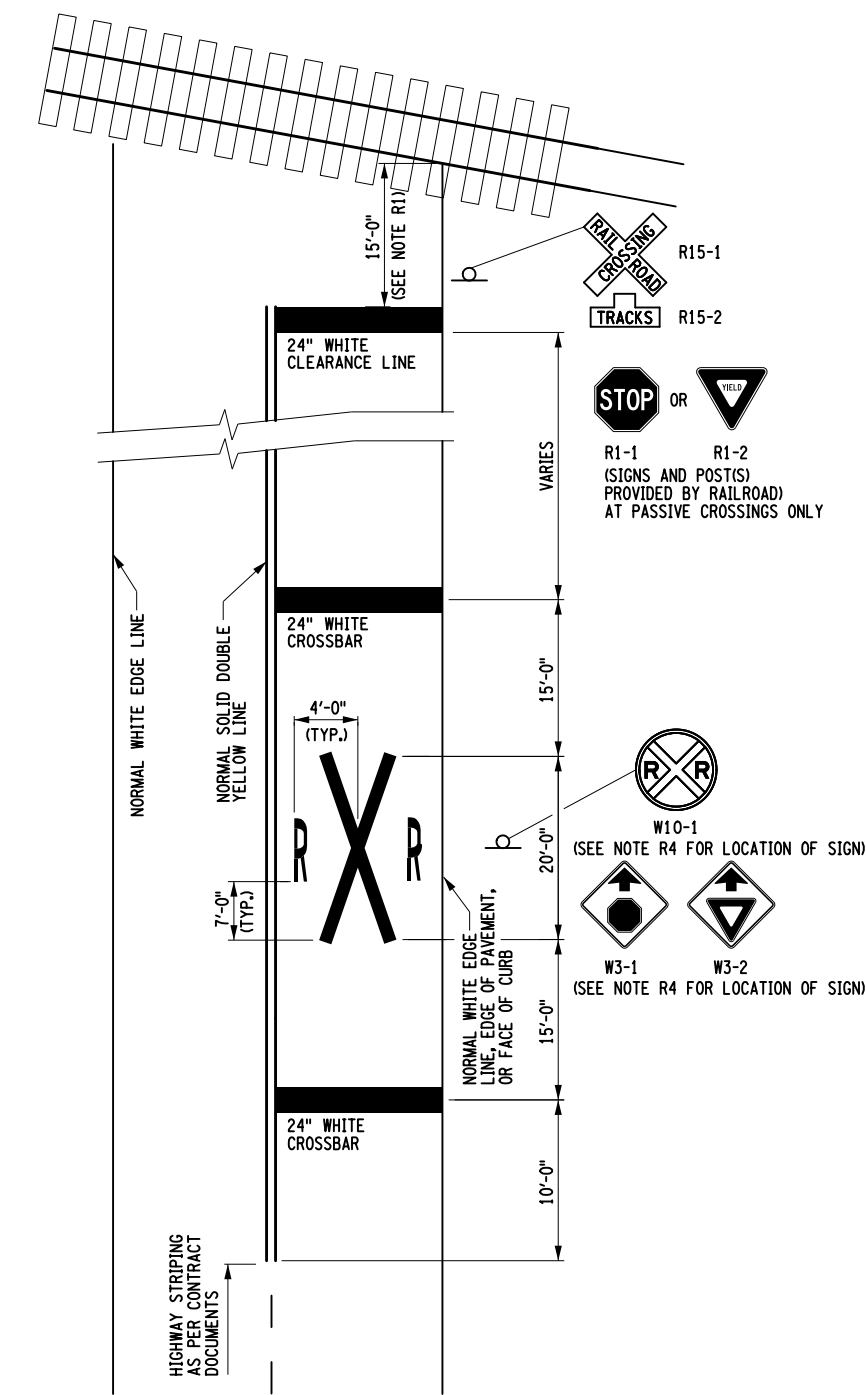 15'-0"
(SEE NOTE R1)
RAIL
ROAD
CROSSING
R15-1
TRACKS
R15-2
24" WHITE
CLEARANCE LINE
STOP
OR
YIELD
R1-1
R1-2
(SIGNS AND POST(S)
PROVIDED BY RAILROAD)
AT PASSIVE CROSSINGS ONLY
VARIES
NORMAL WHITE EDGE LINE
NORMAL SOLID DOUBLE
YELLOW LINE
24" WHITE
CROSSBAR
15'-0"
4'-0"
(TYP.)
R
R
7'-0"
(TYP.)
20'-0"
R R
W10-1
(SEE NOTE R4 FOR LOCATION OF SIGN)
W3-1
W3-2
(SEE NOTE R4 FOR LOCATION OF SIGN)
NORMAL WHITE EDGE
LINE, EDGE OF PAVEMENT,
OR FACE OF CURB
15'-0"
24" WHITE
CROSSBAR
10'-0"
HIGHWAY STRIPING
AS PER CONTRACT
DOCUMENTS